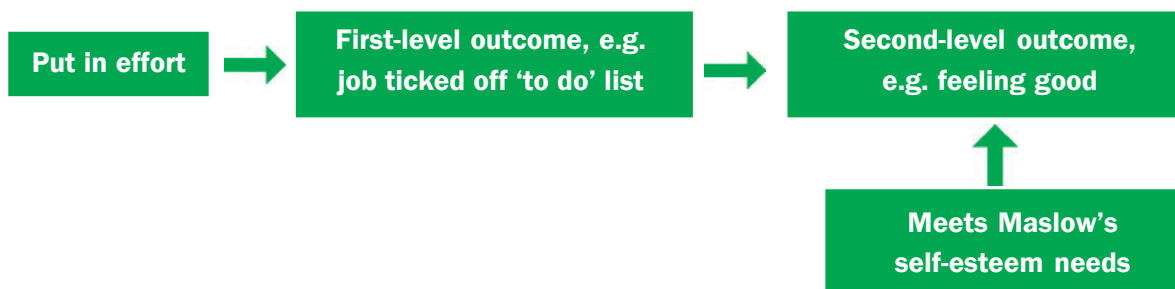 Put in effort
First-level outcome, e.g.
job ticked off ‘to do’ list
Second-level outcome,
e.g. feeling good
Meets Maslow’s
self-esteem needs